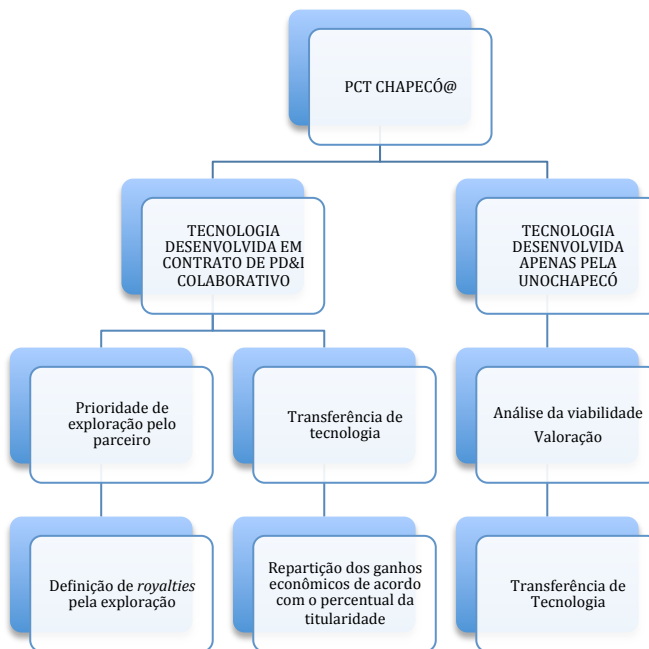 PCT CHAPECÓ@
TECNOLOGIA
DESENVOLVIDA EM
CONTRATO DE PD&I
COLABORATIVO
TECNOLOGIA
DESENVOLVIDA
APENAS PELA
UNOCHAPECÓ
Prioridade de
exploração pelo
parceiro
Transferência de
tecnologia
Análise da viabilidade
Valoração
Definição de royalties
pela exploração
Repartição dos ganhos
econômicos de acordo
com o percentual da
titularidade
Transferência de
Tecnologia